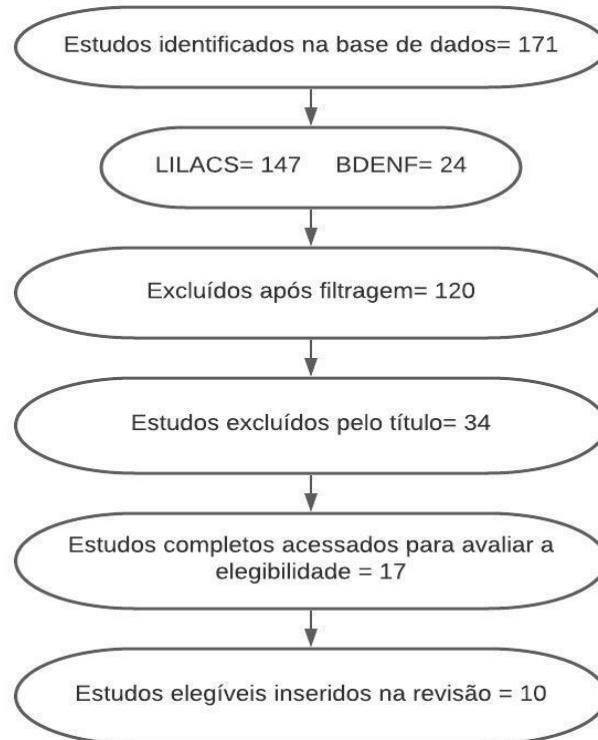 Estudos identificados na base de dados= 171
LILACS= 147 BDENF= 24
Excluídos após filtragem= 120
Estudos excluídos pelo título= 34
Estudos completos acessados para avaliar a
elegibilidade = 17
Estudos elegíveis inseridos na revisão = 10